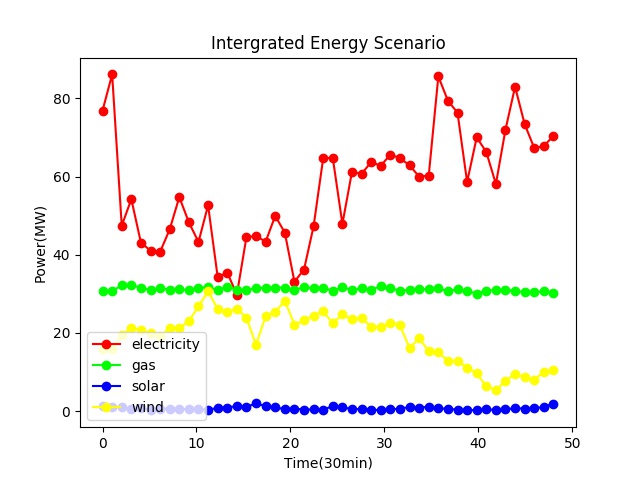 Intergrated Energy Scenario
Power(MW)
80
60
40
20
0
electricity
gas
solar
wind
0 10 20 30 40 50
Time(30min)